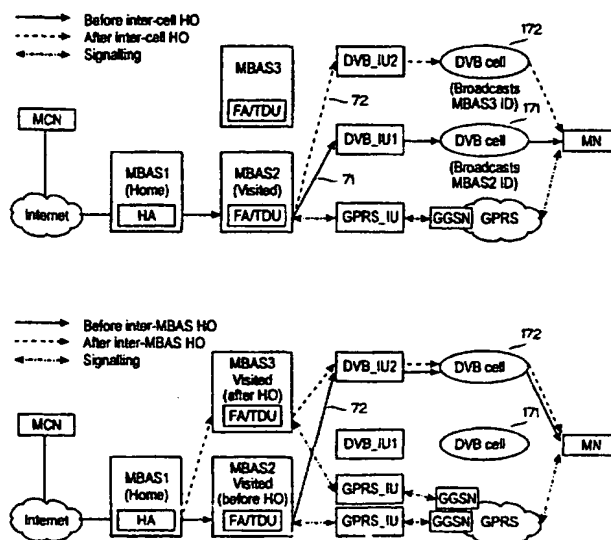 Before inter-cell HO
After inter-cell HO
Signalling
MCN
Internet
MBAS1
(Home)
HA
MBAS3
FA/TDU
MBAS2
(Visited)
FA/TDU
72
71
DVB_IU2
DVB_IU1
GPRS_IU
172
DVB cell
(Broadcasts
MBAS3 ID)
171
DVB cell
(Broadcasts
MBAS2 ID)
GGSN
GPRS
MN
Before inter-MBAS HO
After inter-MBAS HO
Signalling
MCN
Internet
MBAS1
(Home)
HA
MBAS3
Visited
(after HO)
FA/TDU
MBAS2
Visited
(before HO)
FA/TDU
72
DVB_IU2
DVB_IU1
GPRS_IU
GPRS_IU
172
DVB cell
171
DVB cell
GGSN
GGSN
GPRS
MN